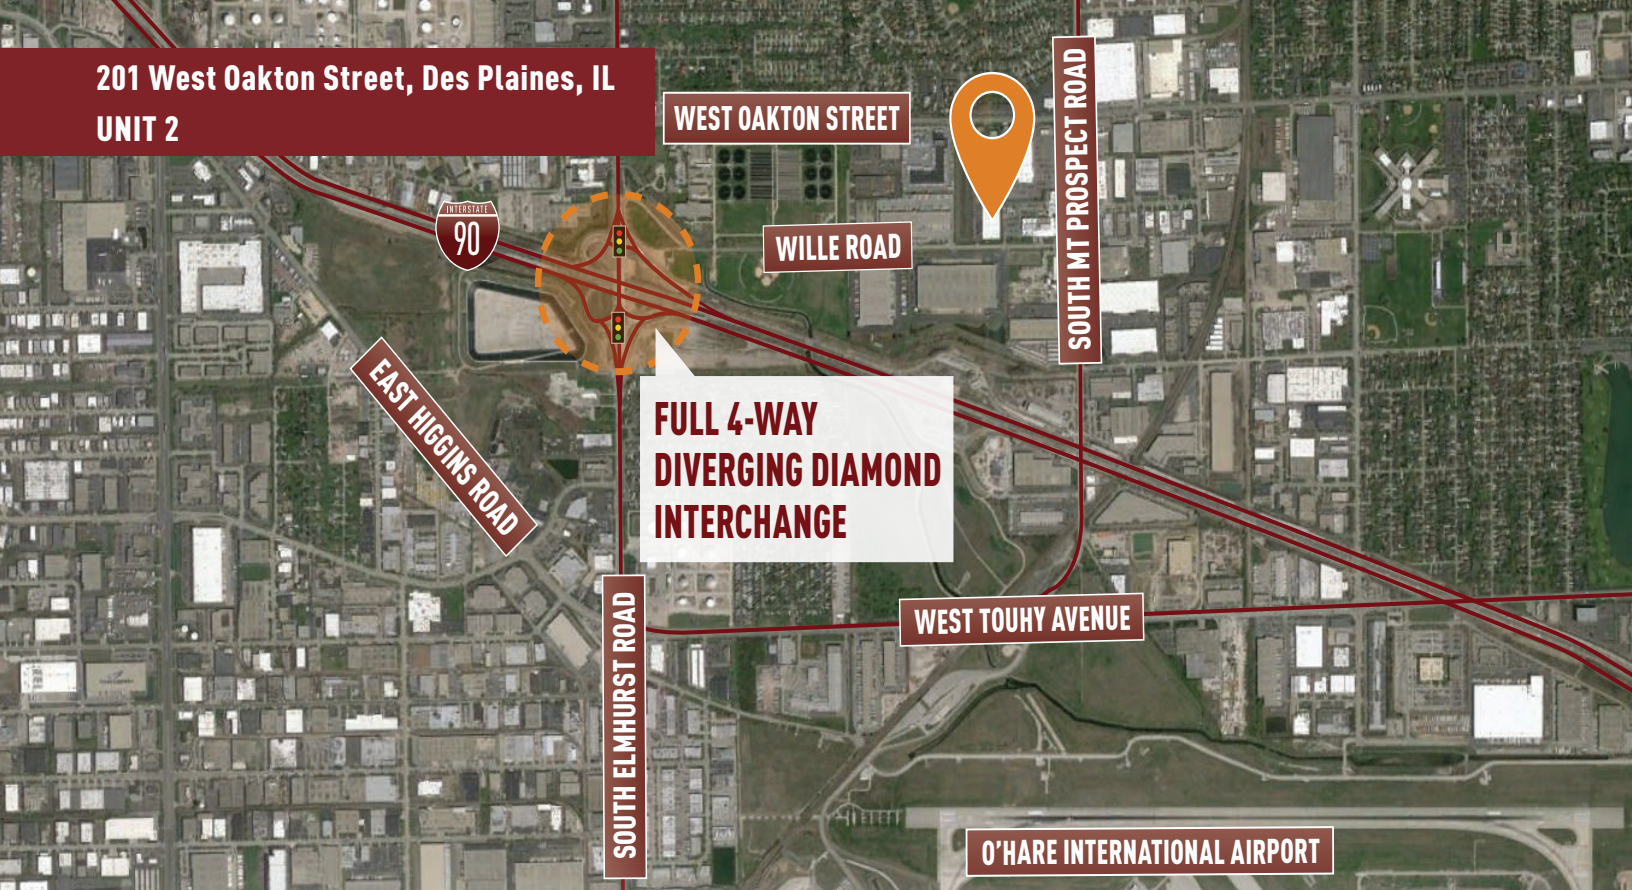 201 West Oakton Street, Des Plaines, IL
UNIT 2
WEST OAKTON STREET
SOUTH MT PROSPECT ROAD
INTERSTATE
90
WILLE ROAD
EAST HIGGINS ROAD
FULL 4-WAY
DIVERGING DIAMOND
INTERCHANGE
SOUTH ELMHURST ROAD
WEST TOUHY AVENUE
O'HARE INTERNATIONAL AIRPORT